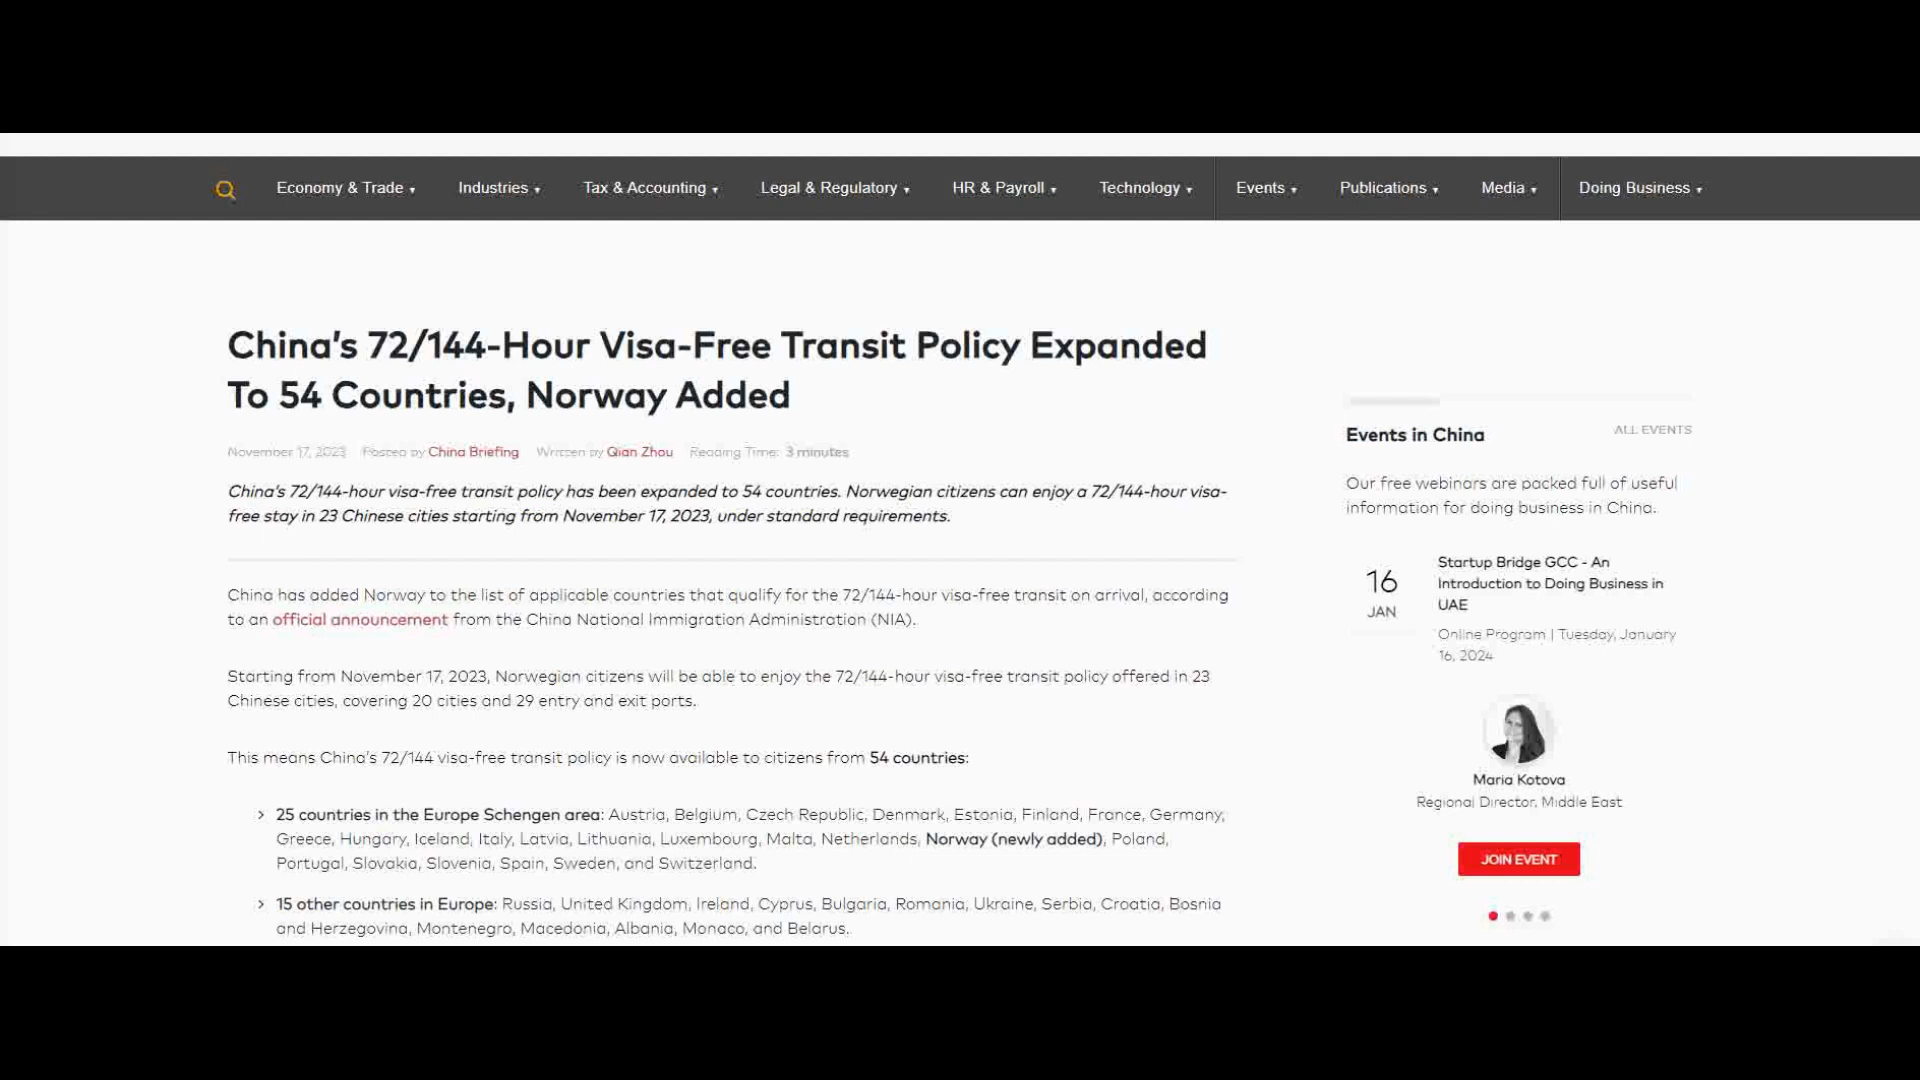 Economy & Trade Industries Tax & Accounting Legal & Regulatory HR & Payroll Technology Events Publications Media Doing Business
China's 72/144-Hour Visa-Free Transit Policy Expanded
To 54 Countries, Norway Added
November 17, 2023 Posted by China Briefing Written by Qian Zhou Reading Time: 3 minutes
China's 72/144-hour visa-free transit policy has been expanded to 54 countries. Norwegian citizens can enjoy a 72/144-hour visa-
free stay in 23 Chinese cities starting from November 17, 2023, under standard requirements.
China has added Norway to the list of applicable countries that qualify for the 72/144-hour visa-free transit on arrival, according
to an official announcement from the China National Immigration Administration (NIA).
Starting from November 17, 2023, Norwegian citizens will be able to enjoy the 72/144-hour visa-free transit policy offered in 23
Chinese cities, covering 20 cities and 29 entry and exit ports.
This means China's 72/144 visa-free transit policy is now available to citizens from 54 countries:
25 countries in the Europe Schengen area: Austria, Belgium, Czech Republic, Denmark, Estonia, Finland, France, Germany,
Greece, Hungary, Iceland, Italy, Latvia, Lithuania, Luxembourg, Malta, Netherlands, Norway (newly added), Poland,
Portugal, Slovakia, Slovenia, Spain, Sweden, and Switzerland.
15 other countries in Europe: Russia, United Kingdom, Ireland, Cyprus, Bulgaria, Romania, Ukraine, Serbia, Croatia, Bosnia
and Herzegovina, Montenegro, Macedonia, Albania, Monaco, and Belarus.
Events in China ALL EVENTS
Our free webinars are packed full of useful
information for doing business in China.
16
JAN
Startup Bridge GCC - An
Introduction to Doing Business in
UAE
Online Program | Tuesday, January
16, 2024
Maria Kotova
Regional Director, Middle East
JOIN EVENT